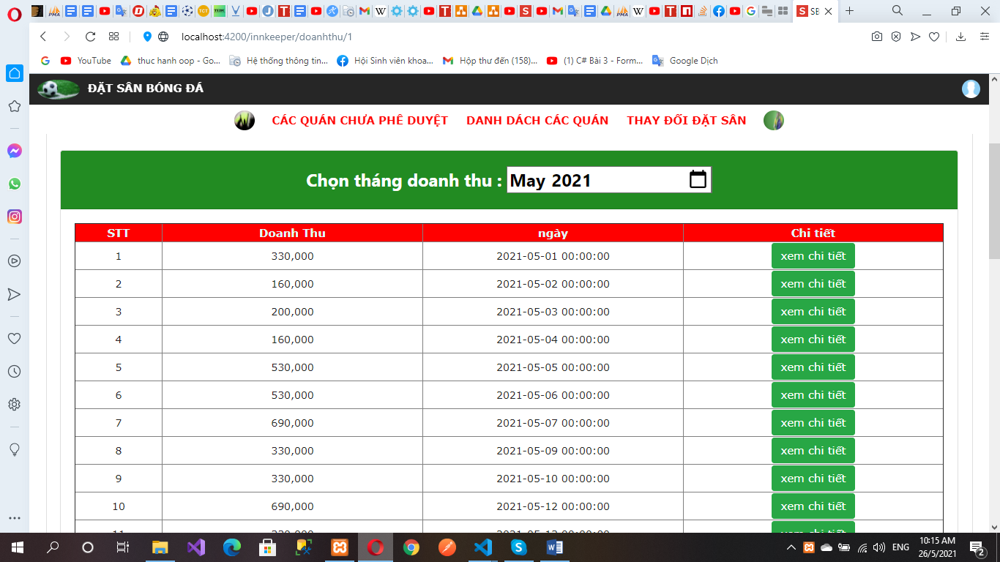 SE
localhost:4200/innkeeper/doanhthu/1
YouTube thuc hanh oop - Go... Hệ thống thông tin... Hội Sinh viên khoa... Hộp thư đến (158)... (1) C# Bài 3 - Form... Google Dịch
ĐẶT SÂN BÓNG ĐÁ
CÁC QUÁN CHƯA PHÊ DUYỆT DANH DÁCH CÁC QUÁN THAY ĐỔI ĐẶT SÂN
Chọn tháng doanh thu : May 2021
STT Doanh Thu ngày Chi tiết
1 330,000 2021-05-01 00:00:00 xem chi tiết
2 160,000 2021-05-02 00:00:00 xem chi tiết
3 200,000 2021-05-03 00:00:00 xem chi tiết
4 160,000 2021-05-04 00:00:00 xem chi tiết
5 530,000 2021-05-05 00:00:00 xem chi tiết
6 530,000 2021-05-06 00:00:00 xem chi tiết
7 690,000 2021-05-07 00:00:00 xem chi tiết
8 330,000 2021-05-09 00:00:00 xem chi tiết
9 330,000 2021-05-10 00:00:00 xem chi tiết
10 690,000 2021-05-12 00:00:00 xem chi tiết
ENG
10:15 AM
26/5/2021
2